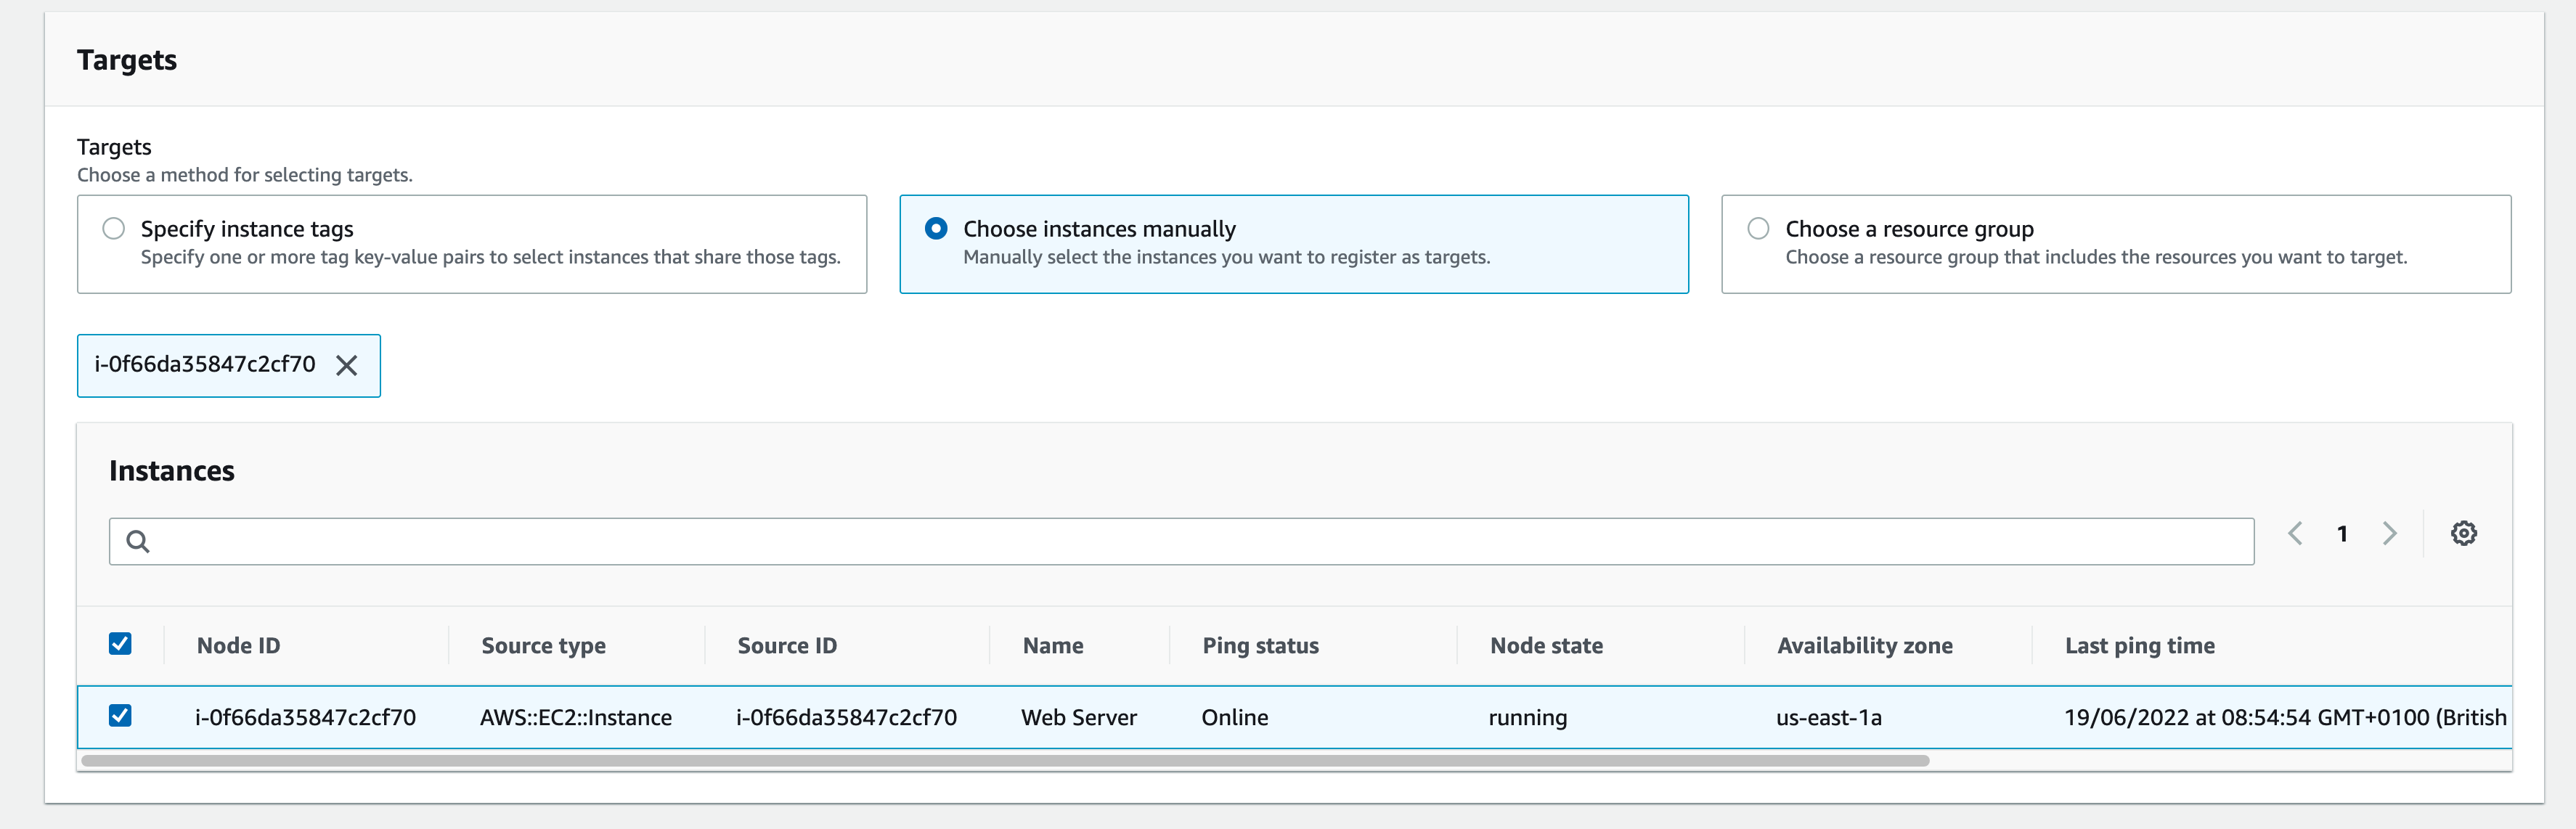 Targets
Targets
Choose a method for selecting targets.
Specify instance tags
Specify one or more tag key-value pairs to select instances that share those tags.
Choose instances manually
Manually select the instances you want to register as targets.
Choose a resource group
Choose a resource group that includes the resources you want to target.
i-0f66da35847c2cf70
Instances
1
Node ID Source type Source ID Name Ping status Node state Availability zone Last ping time
i-0f66da35847c2cf70 AWS::EC2::Instance i-0f66da35847c2cf70 Web Server Online running us-east-1a 19/06/2022 at 08:54:54 GMT+0100 (British